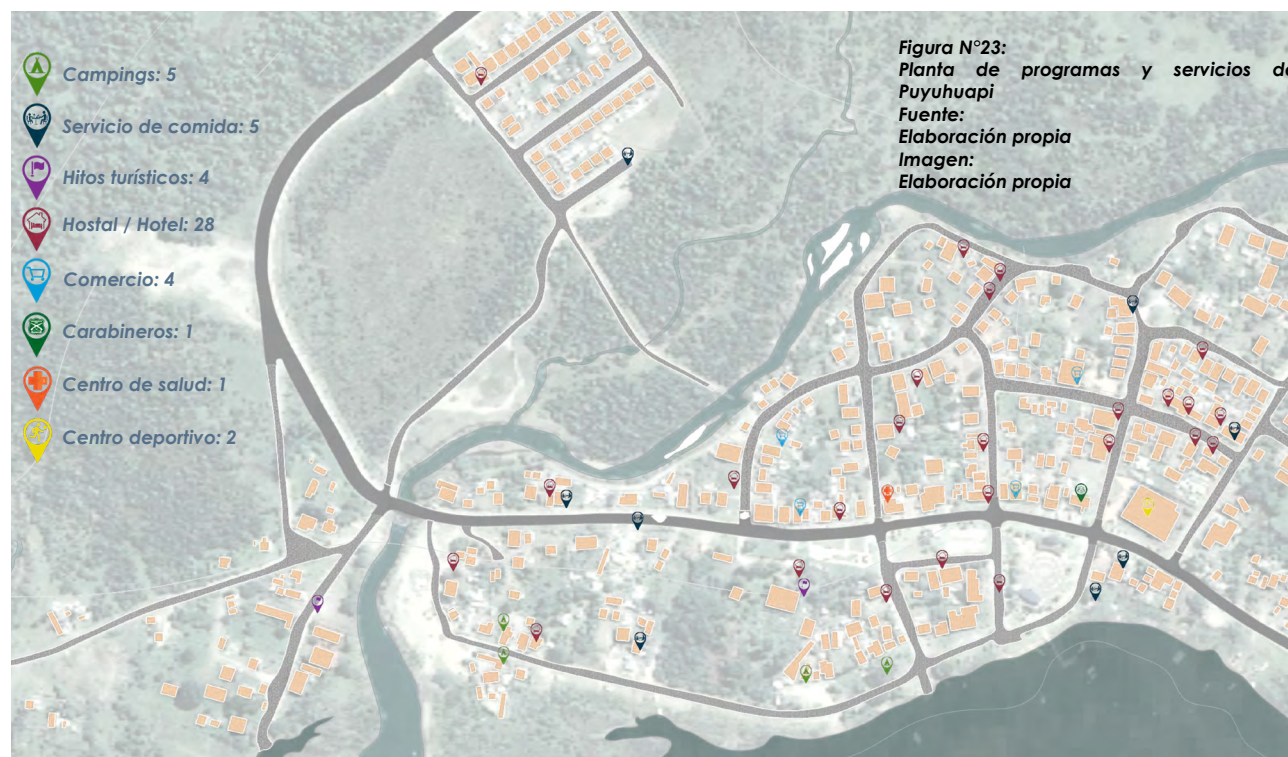 Campings: 5
Servicio de comida: 5
Hitos turísticos: 4
Hostal / Hotel: 28
Comercio: 4
Carabineros: 1
Centro de salud: 1
Centro deportivo: 2
Figura N°23:
Planta de programas y servicios de
Puyuhuapi
Fuente:
Elaboración propia
Imagen:
Elaboración propia